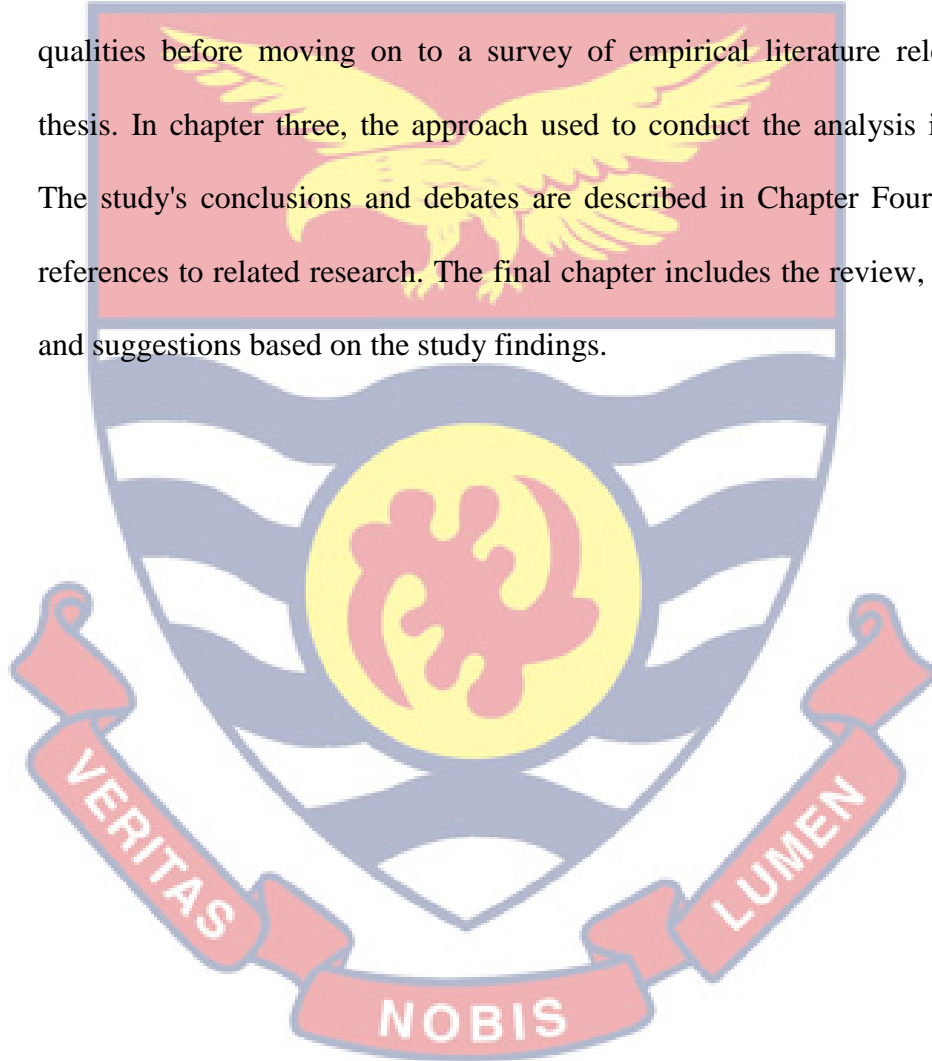 qualities before moving on to a survey of empirical literature
thesis. In chapter three, the approach used to conduct the analysis
The study's conclusions and debates are described in Chapter Four
references to related research. The final chapter includes the review,
and suggestions based on the study findings.
VERITAS
NOBIS
LUMEN